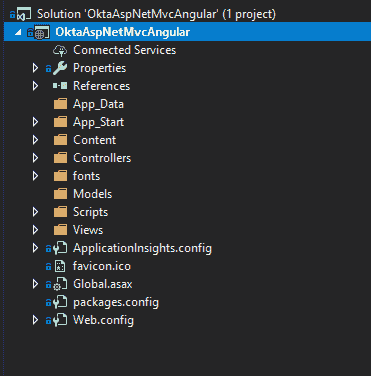 Solution 'OktaAspNetMvcAngular' (1 project)
OktaAspNetMvcAngular
Connected Services
Properties
References
App_Data
App_Start
Content
Controllers
fonts
Models
Scripts
Views
ApplicationInsights.config
favicon.ico
Global.asax
packages.config
Web.config